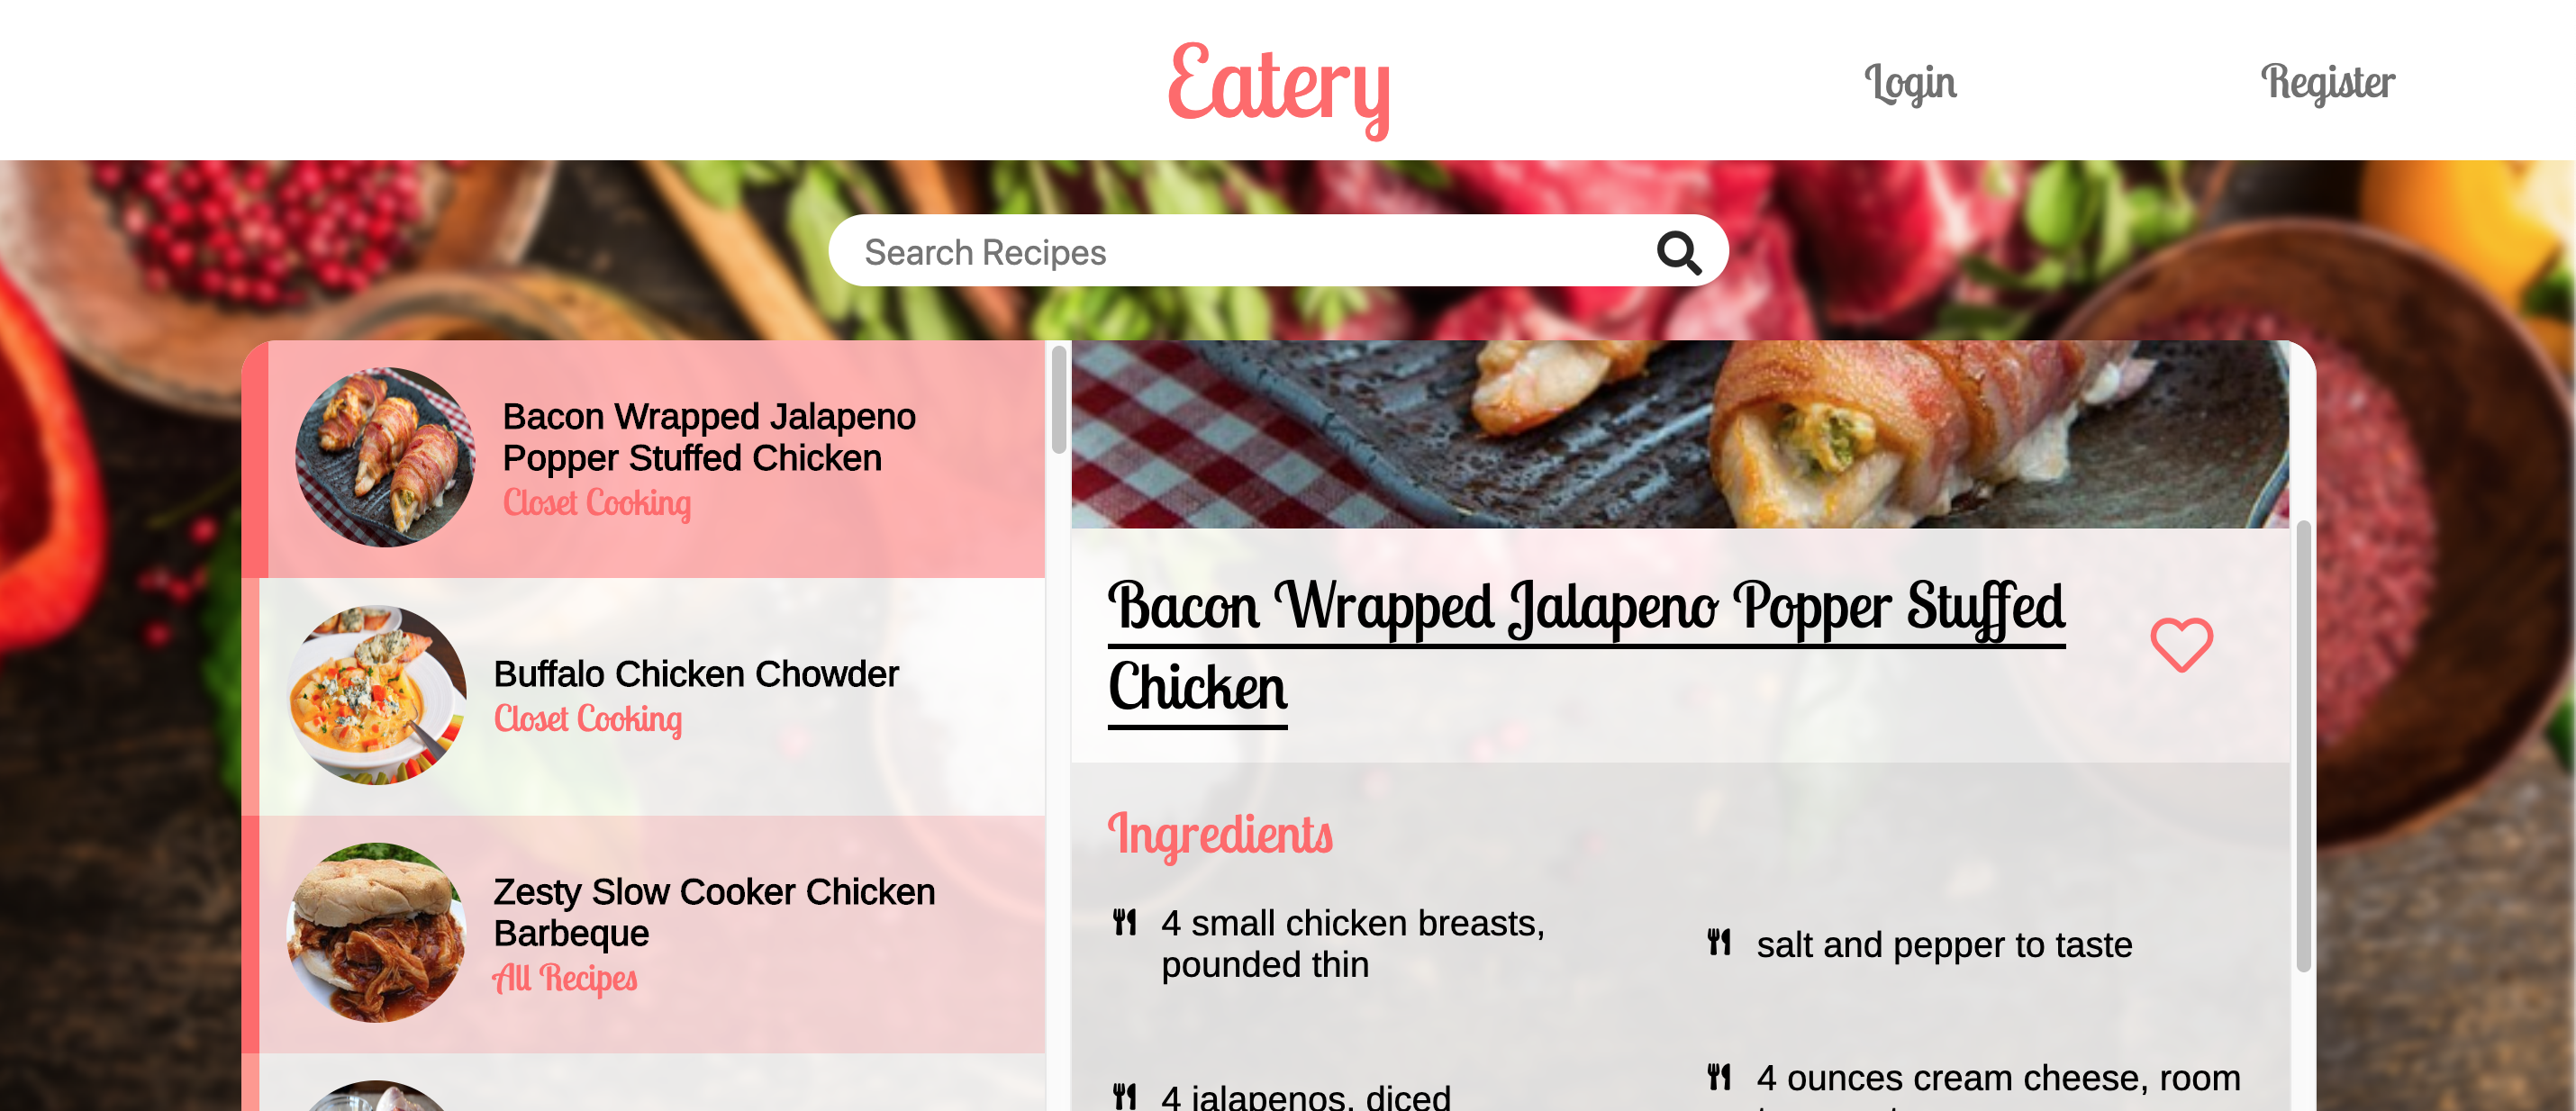 Eatery
Login
Register
Search Recipes
Bacon Wrapped Jalapeno
Popper Stuffed Chicken
Closet Cooking
Buffalo Chicken Chowder
Closet Cooking
Zesty Slow Cooker Chicken
Barbeque
All Recipes
Bacon Wrapped Jalapeno Popper Stuffed
Chicken
Ingredients
4 small chicken breasts,
pounded thin
salt and pepper to taste
4 jalapenos, diced
4 ounces cream cheese, room